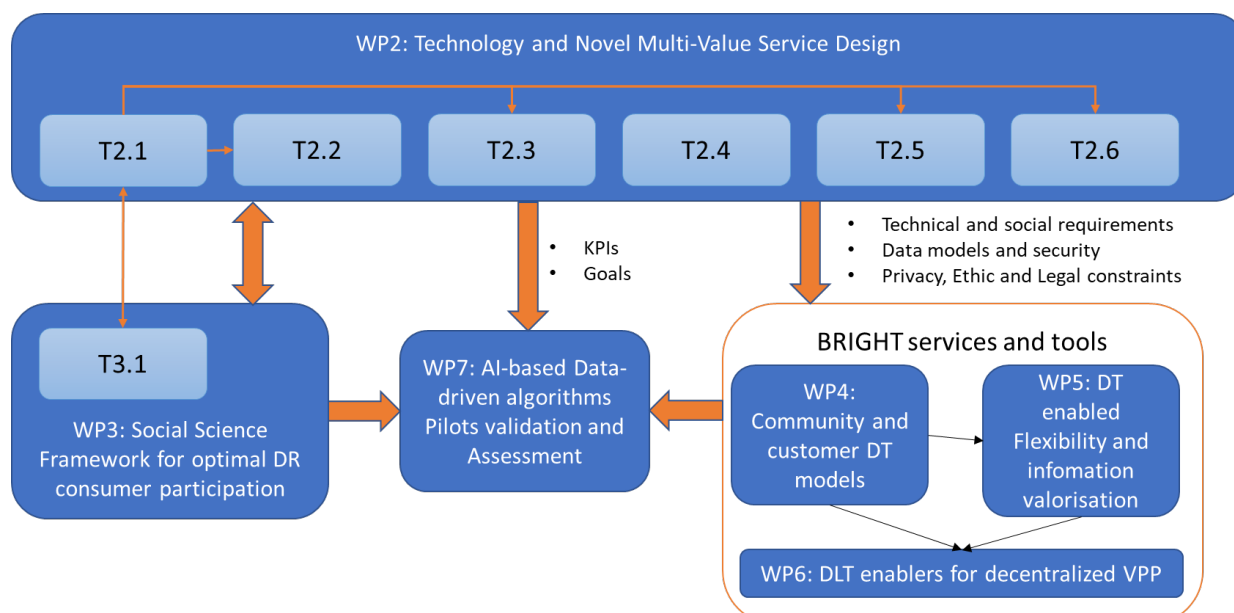 WP2: Technology and Novel Multi-Value Service Design
T2.1
T2.2
T2.3
T2.4
T2.5
T2.6
• KPIs
• Goals
• Technical and social requirements
• Data models and security
• Privacy, Ethic and Legal constraints
T3.1
WP3: Social Science
Framework for optimal DR
consumer participation
WP7: AI-based Data-
driven algorithms
Pilots validation and
Assessment
BRIGHT services and tools
WP4:
Community and
customer DT
models
WP5: DT
enabled
Flexibility and
infomation
valorisation
WP6: DLT enablers for decentralized VPP